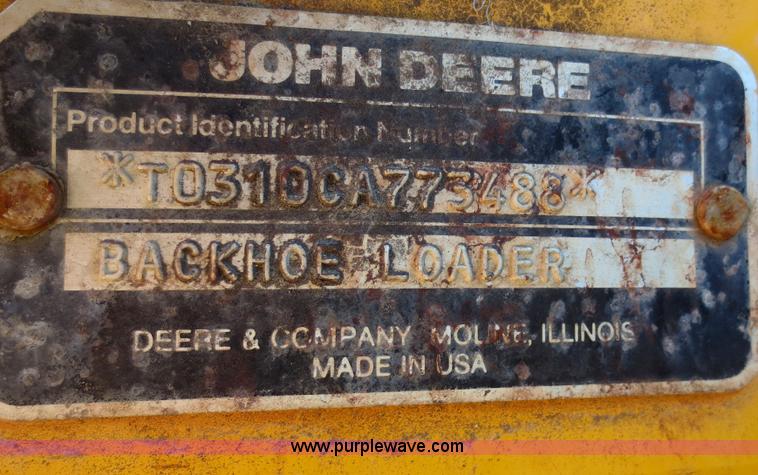 JOHN DEERE
Product Identification Number
*T0310CA773488*
BACKHOE LOADER
DEERE & COMPANY MOLINE, ILLINOIS
MADE IN USA
www.purplewave.com